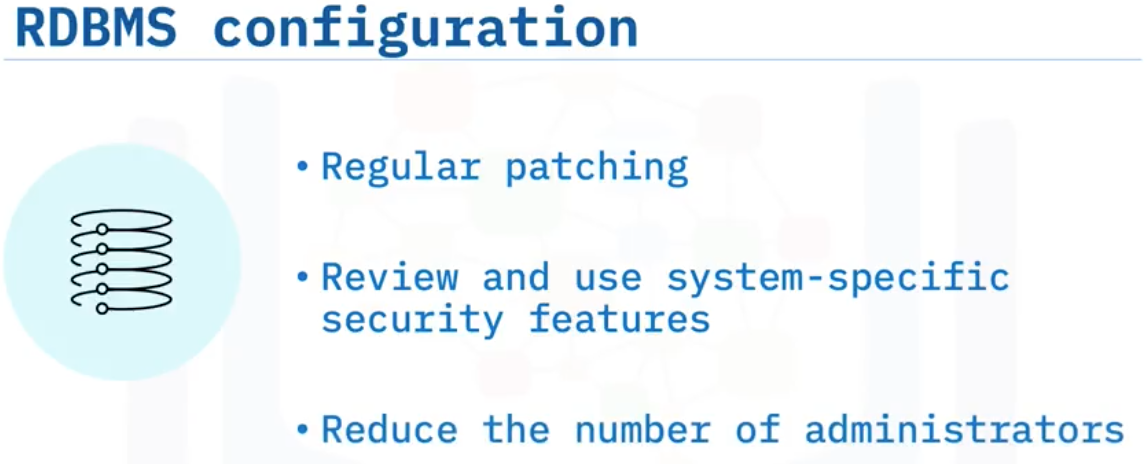 RDBMS configuration
• Regular patching
• Review and use system-specific
security features
• Reduce the number of administrators